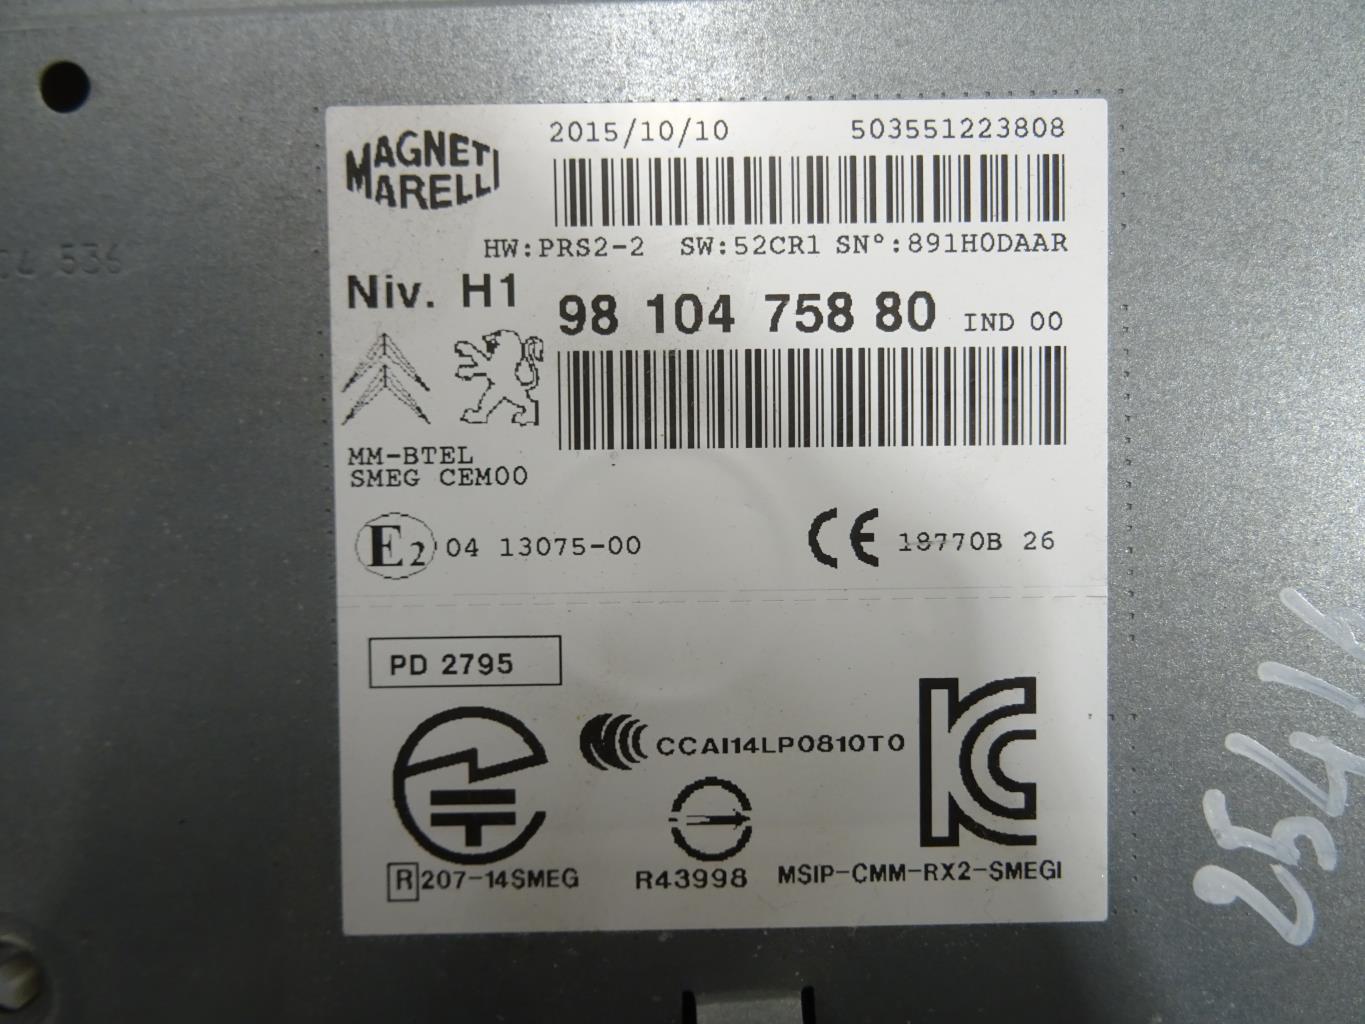 MAGNETI
MARELLI
2015/10/10 503551223808
HW:PRS2-2 SW:52CR1 SN°:891H0DAAR
Niv. H1
98 104 758 80 IND 00
MM-BTEL
SMEG CEM00
E2 04 13075-00
CE 18770B 26
PD 2795
CCAI14LP0810T0
R 207-14SMEG
R43998
MSIP-CMM-RX2-SMEGI
536